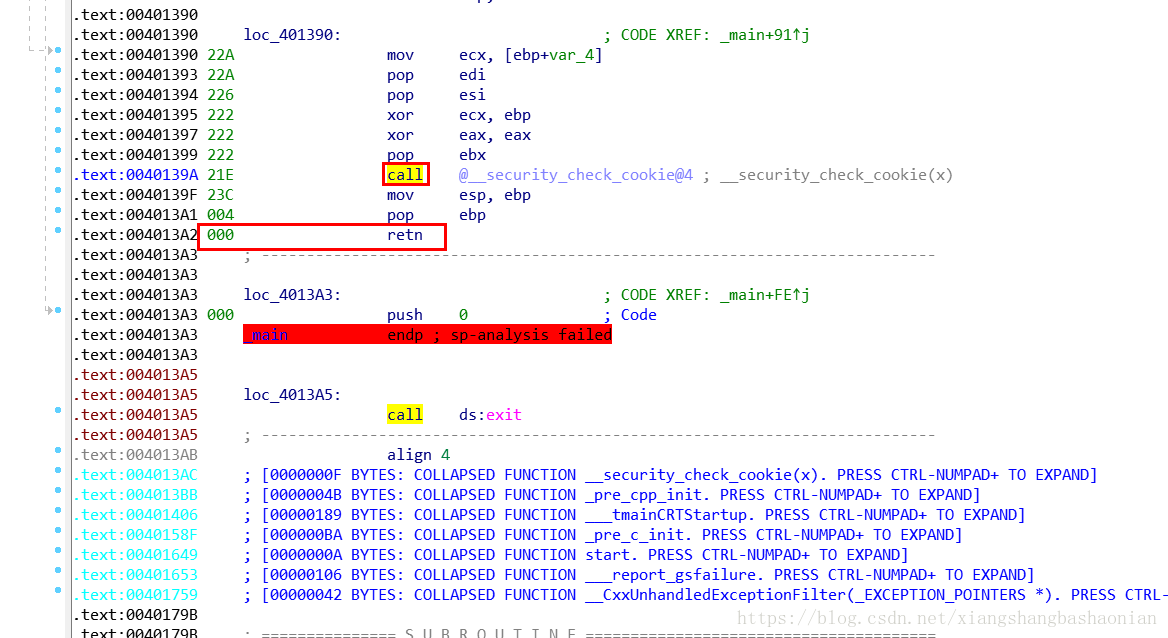 .text:00401390
.text:00401390 loc_401390: ; CODE XREF: _main+91↑j
.text:00401390 22A mov ecx, [ebp+var_4]
.text:00401393 22A pop edi
.text:00401394 226 pop esi
.text:00401395 222 xor ecx, ebp
.text:00401397 222 xor eax, eax
.text:00401399 222 pop ebx
.text:0040139A 21E call @__security_check_cookie@4 ; __security_check_cookie(x)
.text:0040139F 23C mov esp, ebp
.text:004013A1 004 pop ebp
.text:004013A2 000 retn
.text:004013A3 ; ---------------------------------------------------------------------------
.text:004013A3
.text:004013A3 loc_4013A3: ; CODE XREF: _main+FE↑j
.text:004013A3 000 push 0 ; Code
.text:004013A3 _main endp ; sp-analysis failed
.text:004013A3
.text:004013A5
.text:004013A5 loc_4013A5:
.text:004013A5 call ds:exit
.text:004013A5 ; ---------------------------------------------------------------------------
.text:004013AB align 4
.text:004013AC ; [0000000F BYTES: COLLAPSED FUNCTION __security_check_cookie(x). PRESS CTRL-NUMPAD+ TO EXPAND]
.text:004013BB ; [0000004B BYTES: COLLAPSED FUNCTION _pre_cpp_init. PRESS CTRL-NUMPAD+ TO EXPAND]
.text:00401406 ; [00000189 BYTES: COLLAPSED FUNCTION ___tmainCRTStartup. PRESS CTRL-NUMPAD+ TO EXPAND]
.text:0040158F ; [000000BA BYTES: COLLAPSED FUNCTION _pre_c_init. PRESS CTRL-NUMPAD+ TO EXPAND]
.text:00401649 ; [0000000A BYTES: COLLAPSED FUNCTION start. PRESS CTRL-NUMPAD+ TO EXPAND]
.text:00401653 ; [00000106 BYTES: COLLAPSED FUNCTION ___report_gsfailure. PRESS CTRL-NUMPAD+ TO EXPAND]
.text:00401759 ; [00000042 BYTES: COLLAPSED FUNCTION __CxxUnhandledExceptionFilter(_EXCEPTION_POINTERS *). PRESS CTRL-
.text:0040179B
https://blog.csdn.net/xiangshangbashaonian
.text:0040179B ; =============== S U B R O U T I N E =======================================